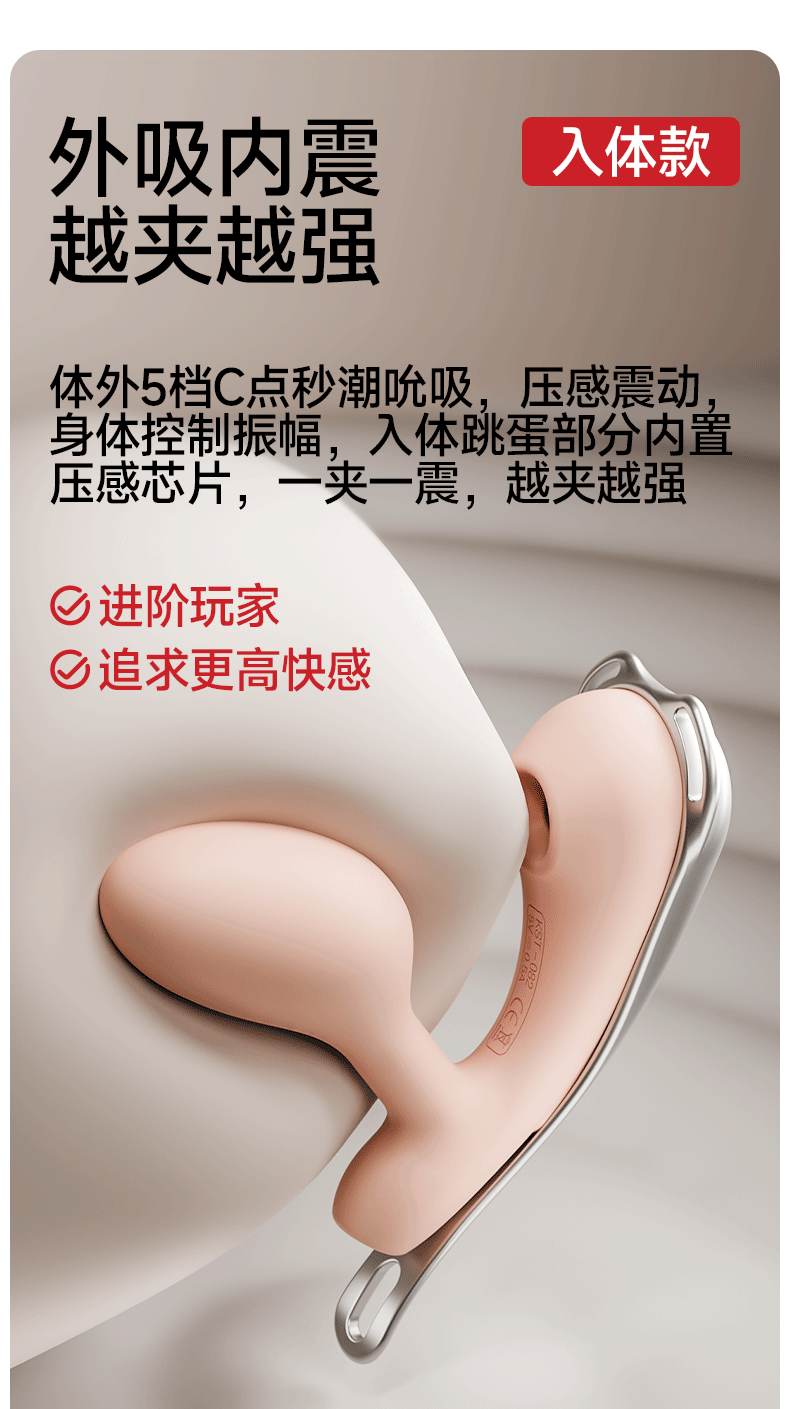 外吸内震
入体款
越夹越强
体外5档C点秒潮吮吸，压感震动，
身体控制振幅，入体跳蛋部分内置
压感芯片，一夹一震，越夹越强
进阶玩家
追求更高快感
KST-082
CE